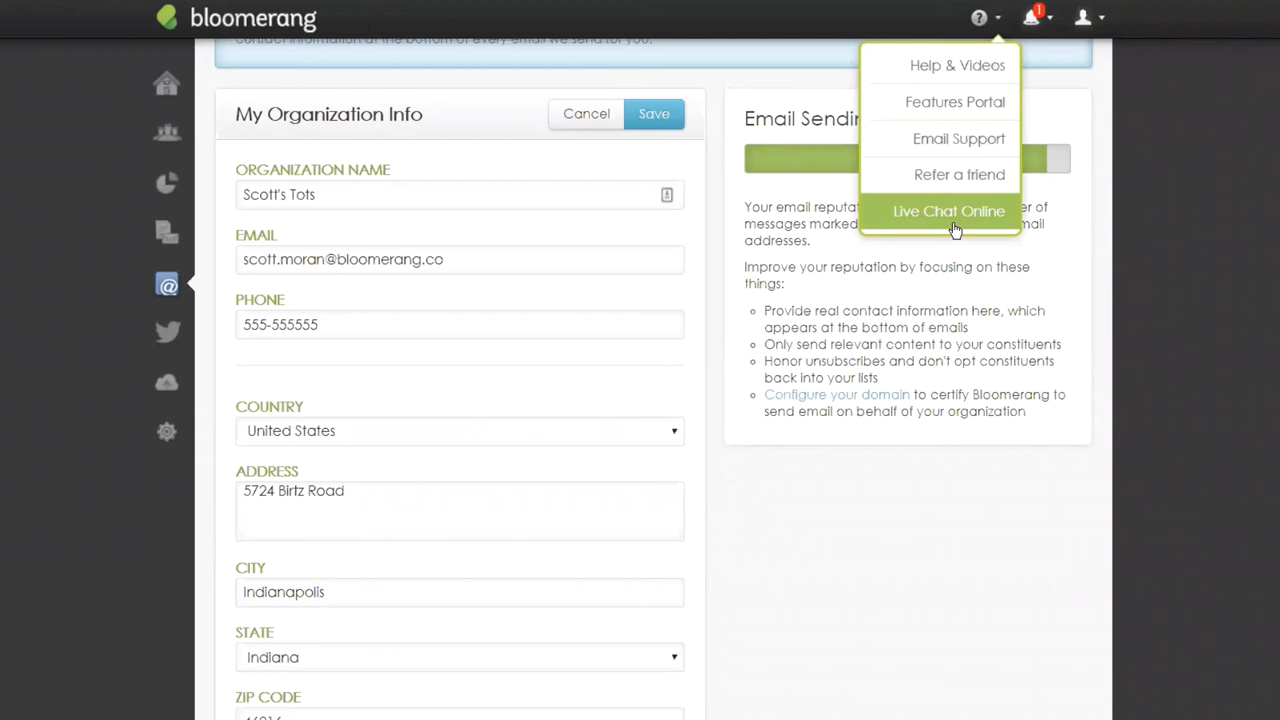 bloomerang
1
contact information at the bottom of every email we send for you.
Help & Videos
Features Portal
Email Support
Refer a friend
Live Chat Online
My Organization Info
Cancel
Save
ORGANIZATION NAME
Scott's Tots
EMAIL
scott.moran@bloomerang.co
PHONE
555-555555
COUNTRY
United States
ADDRESS
5724 Birtz Road
CITY
Indianapolis
STATE
Indiana
ZIP CODE
Email Sendin
Your email reputa er of
messages marked email
addresses.
Improve your reputation by focusing on these
things:
Provide real contact information here, which
appears at the bottom of emails
Only send relevant content to your constituents
Honor unsubscribes and don't opt constituents
back into your lists
Configure your domain to certify Bloomerang to
send email on behalf of your organization